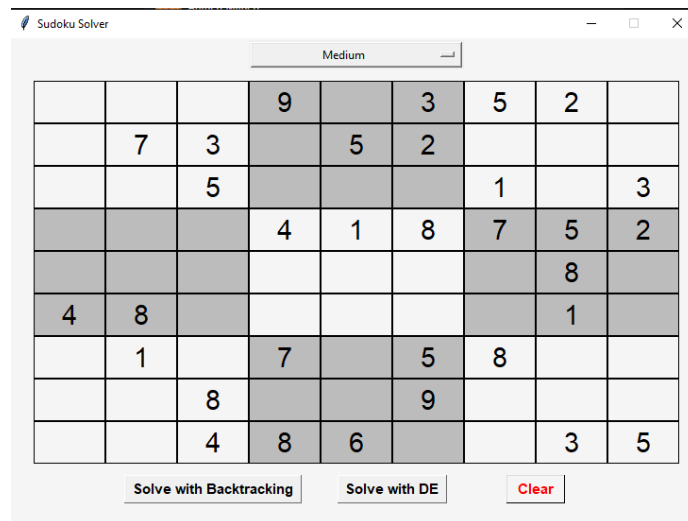 Sudoku Solver
Medium
9 3 5 2
7 3 5 2
5 1 3
4 1 8 7 5 2
8
4 8 1
1 7 5 8
8 9
4 8 6 3 5
Solve with Backtracking Solve with DE Clear